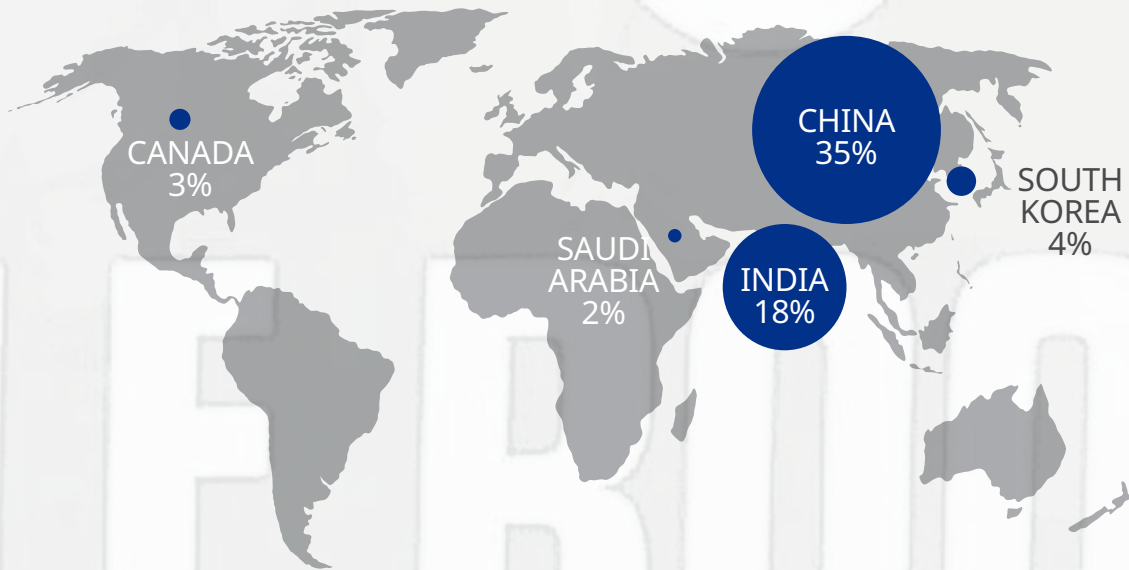 CANADA
3%
CHINA
35%
SOUTH
KOREA
4%
SAUDI
ARABIA
2%
INDIA
18%